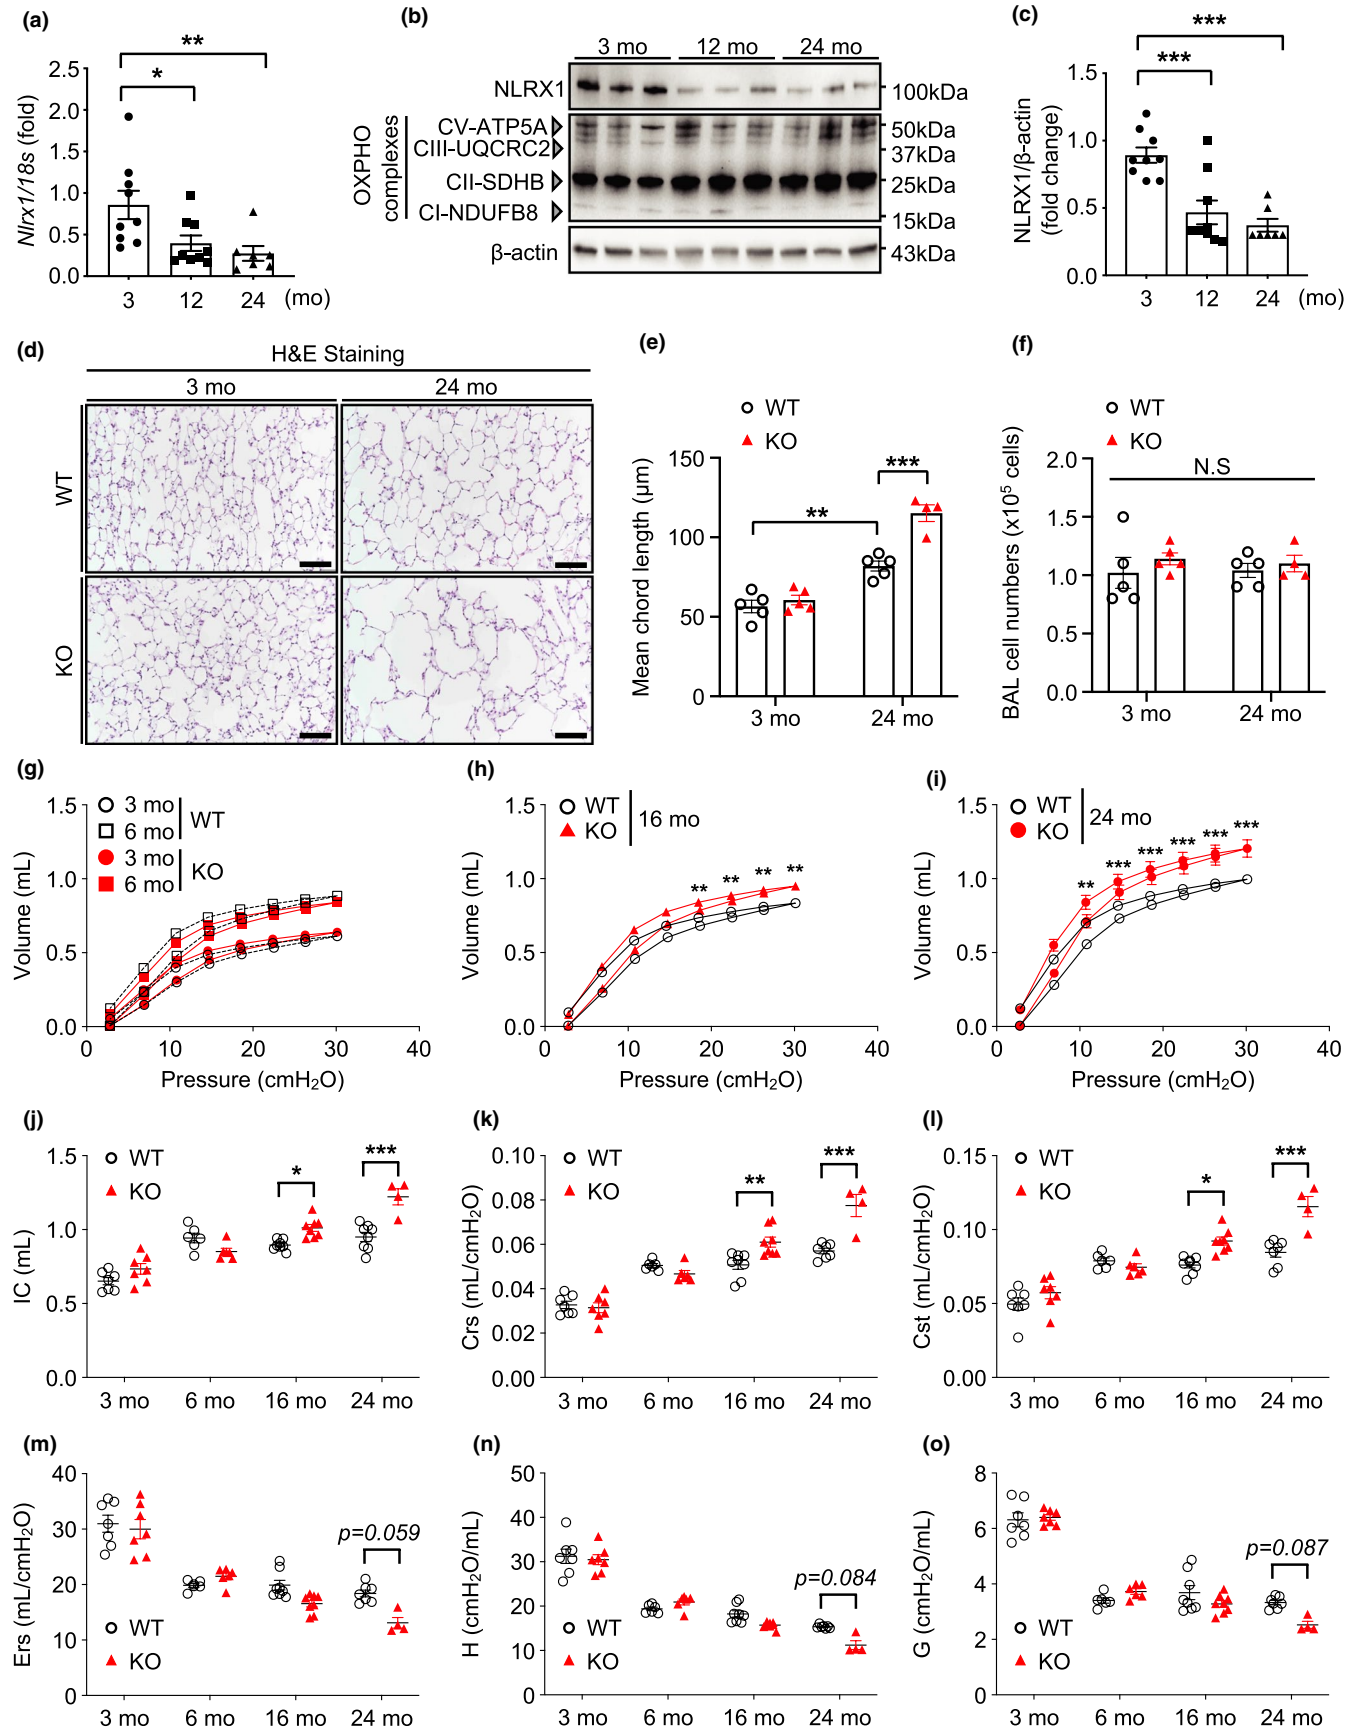 (a)
**
*
2.5
2.0
1.5
1.0
0.5
0.0
Nlrx1/18s (fold)
3 12 24 (mo)
(b)
3 mo 12 mo 24 mo
NLRX1
100kDa
OXPHO complexes
CV-ATP5A
50kDa
CIII-UQCRC2
37kDa
CII-SDHB
25kDa
CI-NDUFB8
15kDa
β-actin
43kDa
(c)
***
***
1.5
1.0
0.5
0.0
NLRX1/β-actin
(fold change)
3 12 24 (mo)
(d)
H&E Staining
3 mo 24 mo
WT
KO
(e)
WT
KO
***
**
150
100
50
0
Mean chord length (μm)
3 mo 24 mo
(f)
WT
KO
N.S
2.0
1.5
1.0
1.0
0.0
BAL cell numbers (x10⁵ cells)
3 mo 24 mo
(g)
3 mo
6 mo
WT
3 mo
6 mo
KO
1.5
1.0
0.5
0.0
Volume (mL)
0 10 20 30 40
Pressure (cmH₂O)
(h)
WT
KO
16 mo
** ** ** **
1.5
1.0
0.5
0.0
Volume (mL)
0 10 20 30 40
Pressure (cmH₂O)
(i)
WT
KO
24 mo
** *** *** *** *** ***
1.5
1.0
0.5
0.0
Volume (mL)
0 10 20 30 40
Pressure (cmH₂O)
(j)
WT
KO
*
***
1.5
1.0
0.5
0.0
IC (mL)
3 mo 6 mo 16 mo 24 mo
(k)
WT
KO
**
***
0.10
0.08
0.06
0.04
0.02
0.00
Crs (mL/cmH₂O)
3 mo 6 mo 16 mo 24 mo
(l)
WT
KO
*
***
0.15
0.10
0.05
0.00
Cst (mL/cmH₂O)
3 mo 6 mo 16 mo 24 mo
(m)
p=0.059
40
30
20
10
0
Ers (mL/cmH₂O)
WT
KO
3 mo 6 mo 16 mo 24 mo
(n)
p=0.084
50
40
30
20
10
0
H (cmH₂O/mL)
WT
KO
3 mo 6 mo 16 mo 24 mo
(o)
p=0.087
8
6
4
2
0
G (cmH₂O/mL)
WT
KO
3 mo 6 mo 16 mo 24 mo